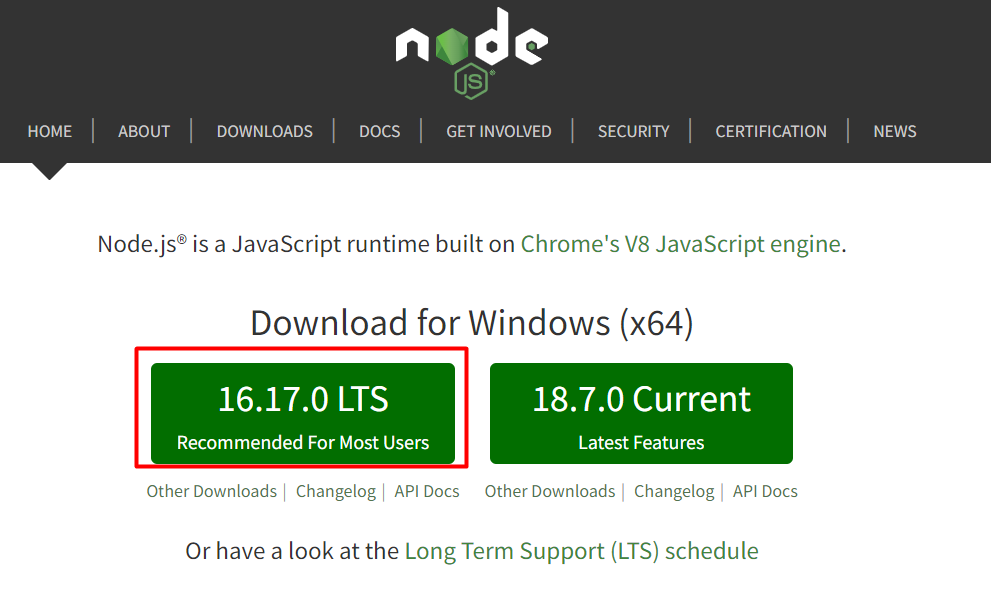 node
JS®
HOME | ABOUT | DOWNLOADS | DOCS | GET INVOLVED | SECURITY | CERTIFICATION | NEWS
Node.js® is a JavaScript runtime built on Chrome's V8 JavaScript engine.
Download for Windows (x64)
16.17.0 LTS
Recommended For Most Users
18.7.0 Current
Latest Features
Other Downloads | Changelog | API Docs
Other Downloads | Changelog | API Docs
Or have a look at the Long Term Support (LTS) schedule